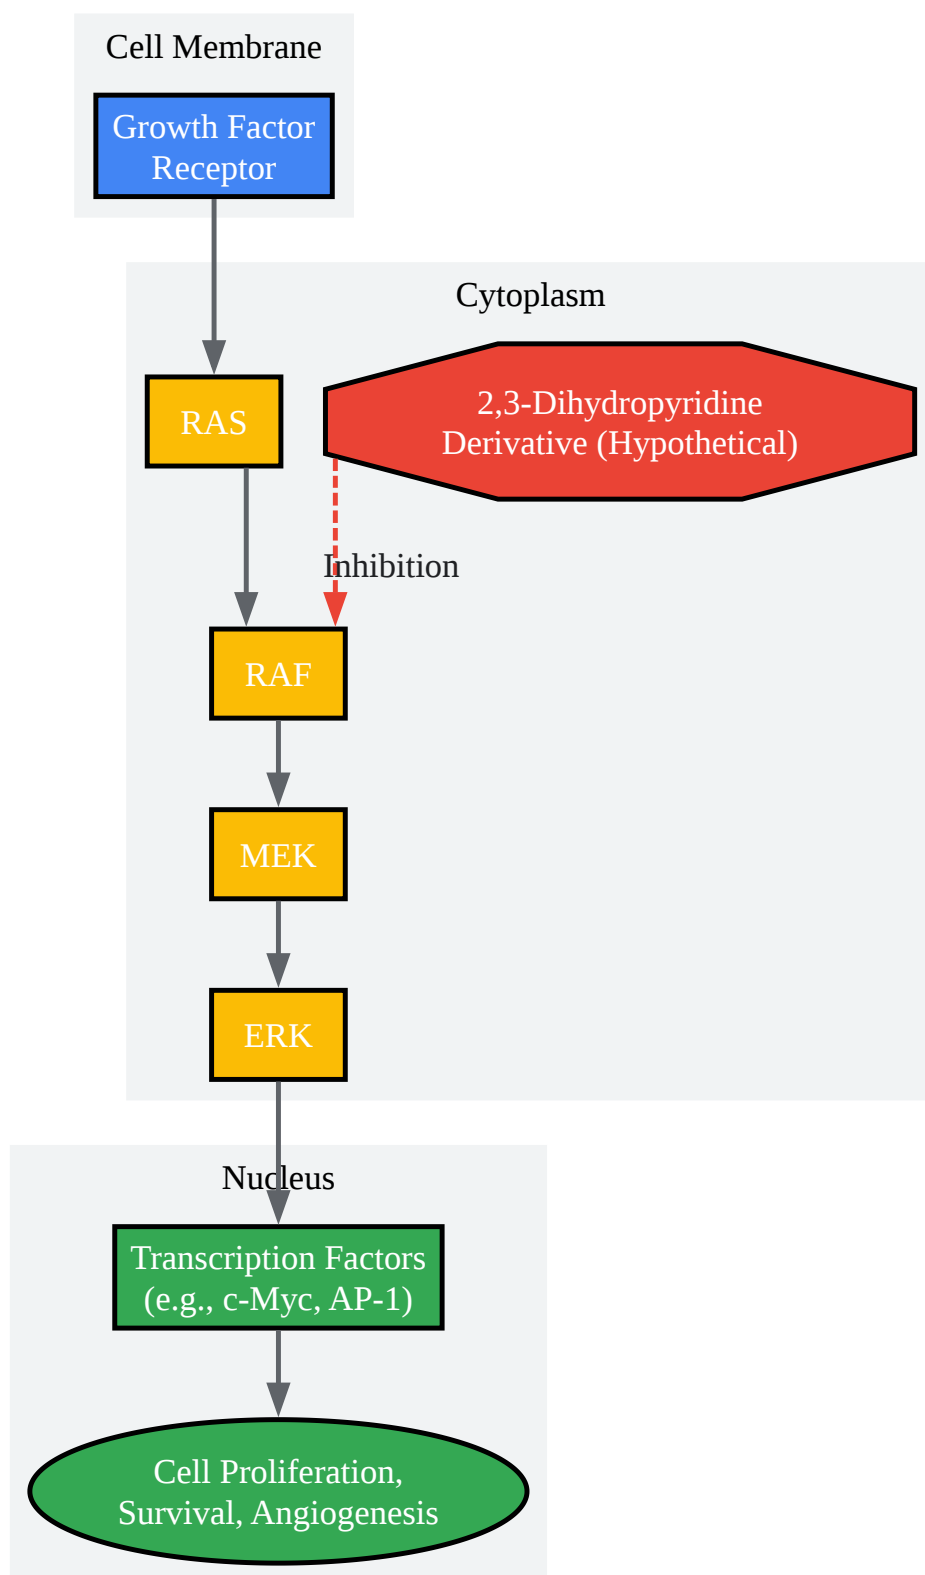 Cell Membrane
Growth Factor
Receptor
Cytoplasm
RAS
2,3-Dihydropyridine
Derivative (Hypothetical)
Inhibition
RAF
MEK
ERK
Nucleus
Transcription Factors
(e.g., c-Myc, AP-1)
Cell Proliferation,
Survival, Angiogenesis